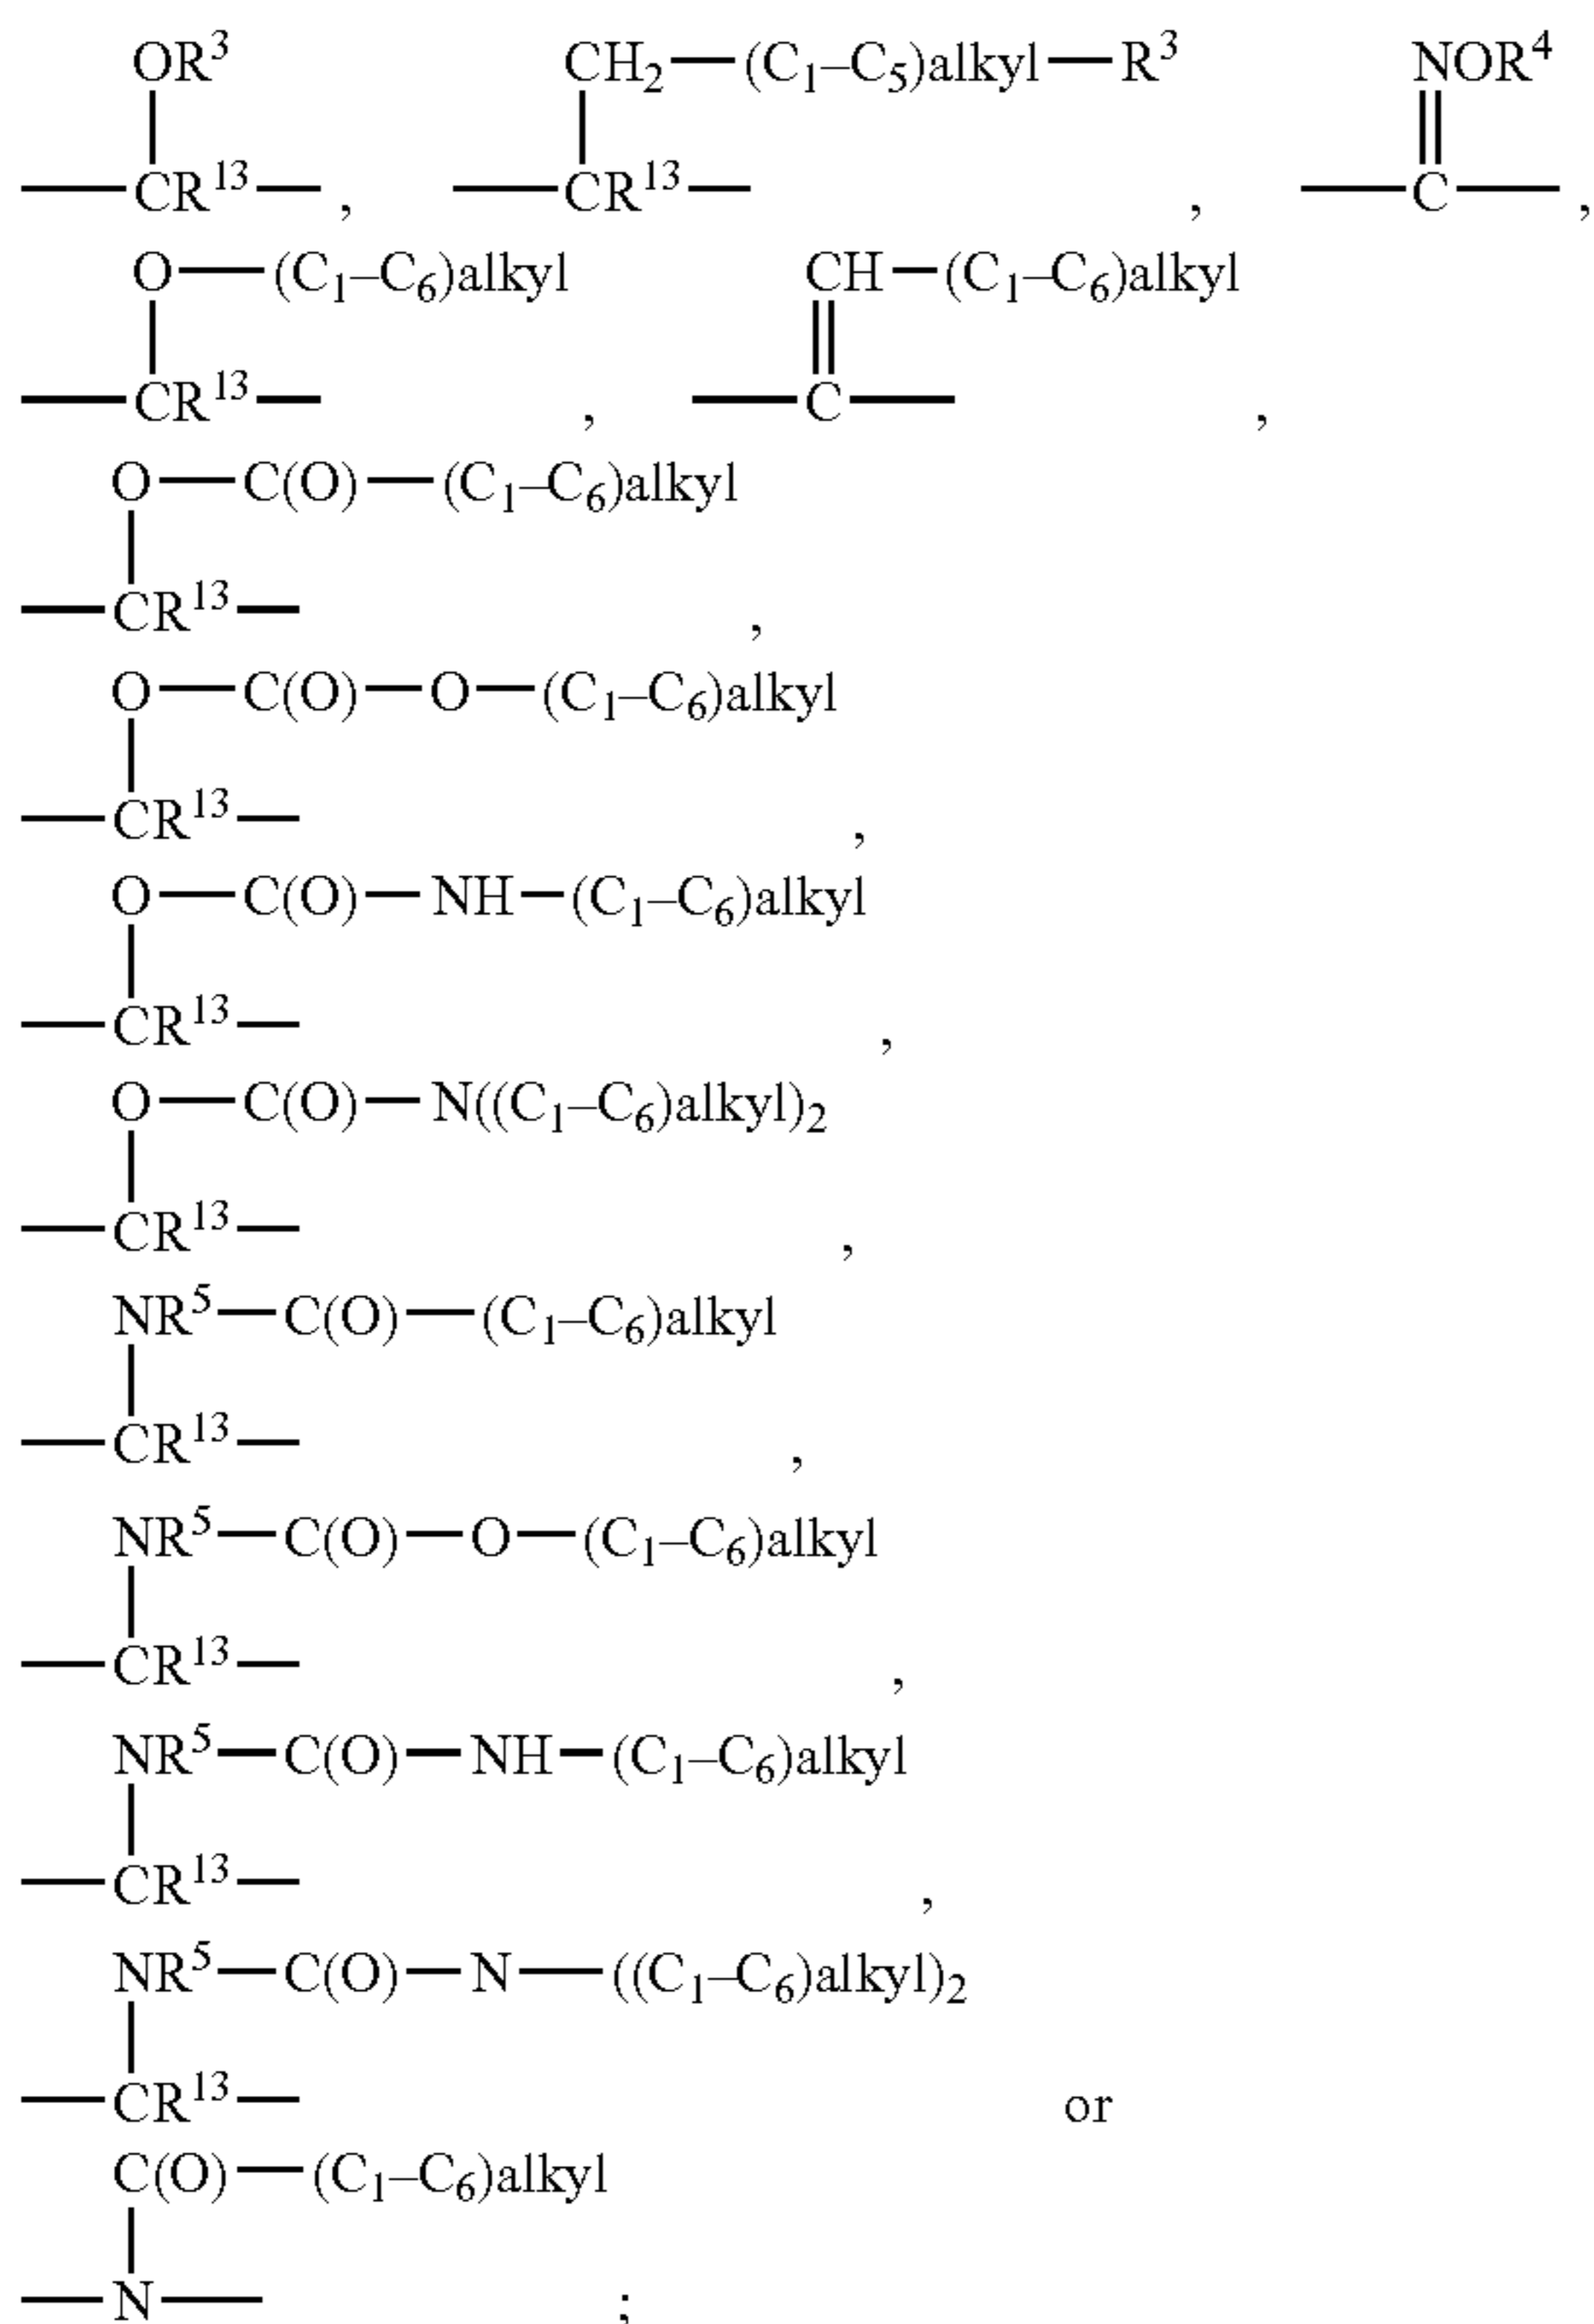 OR³ CH₂—(C₁–C₅)alkyl—R³ NOR⁴
—CR¹³—, —CR¹³—, —C—,
O—(C₁–C₆)alkyl CH—(C₁–C₆)alkyl
—CR¹³—, —C—,
O—C(O)—(C₁–C₆)alkyl
—CR¹³—,
O—C(O)—O—(C₁–C₆)alkyl
—CR¹³—,
O—C(O)—NH—(C₁–C₆)alkyl
—CR¹³—,
O—C(O)—N((C₁–C₆)alkyl)₂
—CR¹³—,
NR⁵—C(O)—(C₁–C₆)alkyl
—CR¹³—,
NR⁵—C(O)—O—(C₁–C₆)alkyl
—CR¹³—,
NR⁵—C(O)—NH—(C₁–C₆)alkyl
—CR¹³—,
NR⁵—C(O)—N—((C₁–C₆)alkyl)₂
—CR¹³— or
C(O)—(C₁–C₆)alkyl
—N— ;